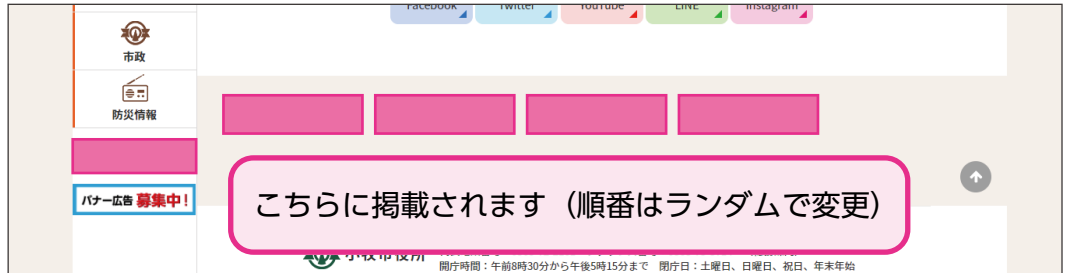 Facebook
Twitter
YouTube
LINE
Instagram
市政
防災情報
バナー広告 募集中!
こちらに掲載されます（順番はランダムで変更）
小牧市役所
開庁時間：午前8時30分から午後5時15分まで 閉庁日：土曜日、日曜日、祝日、年末年始